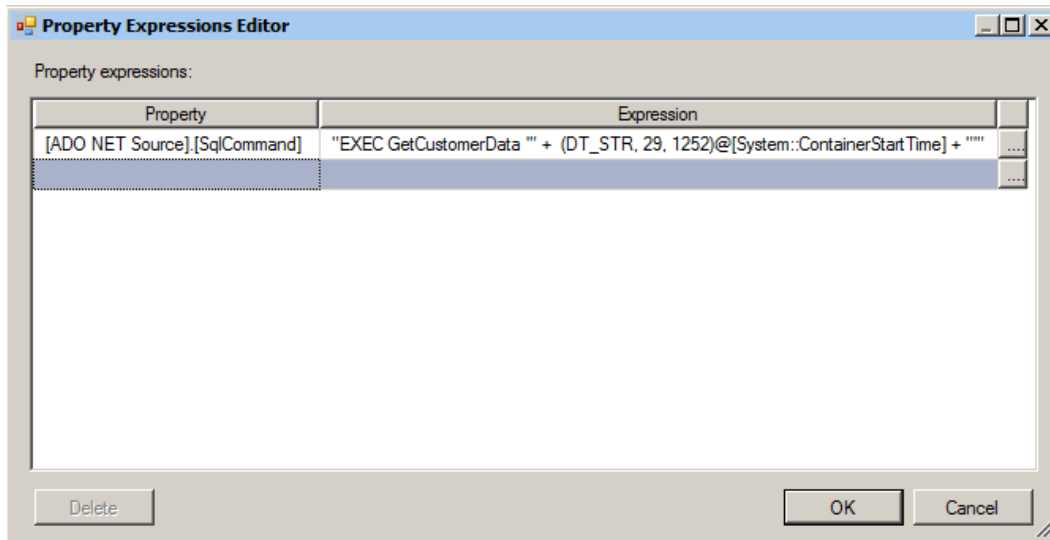 Property Expressions Editor
Property expressions:
Property Expression
[ADO NET Source].[SqlCommand] "EXEC GetCustomerData '" + (DT_STR, 29, 1252)@[System::ContainerStartTime] + "'" ....
....
Delete OK Cancel